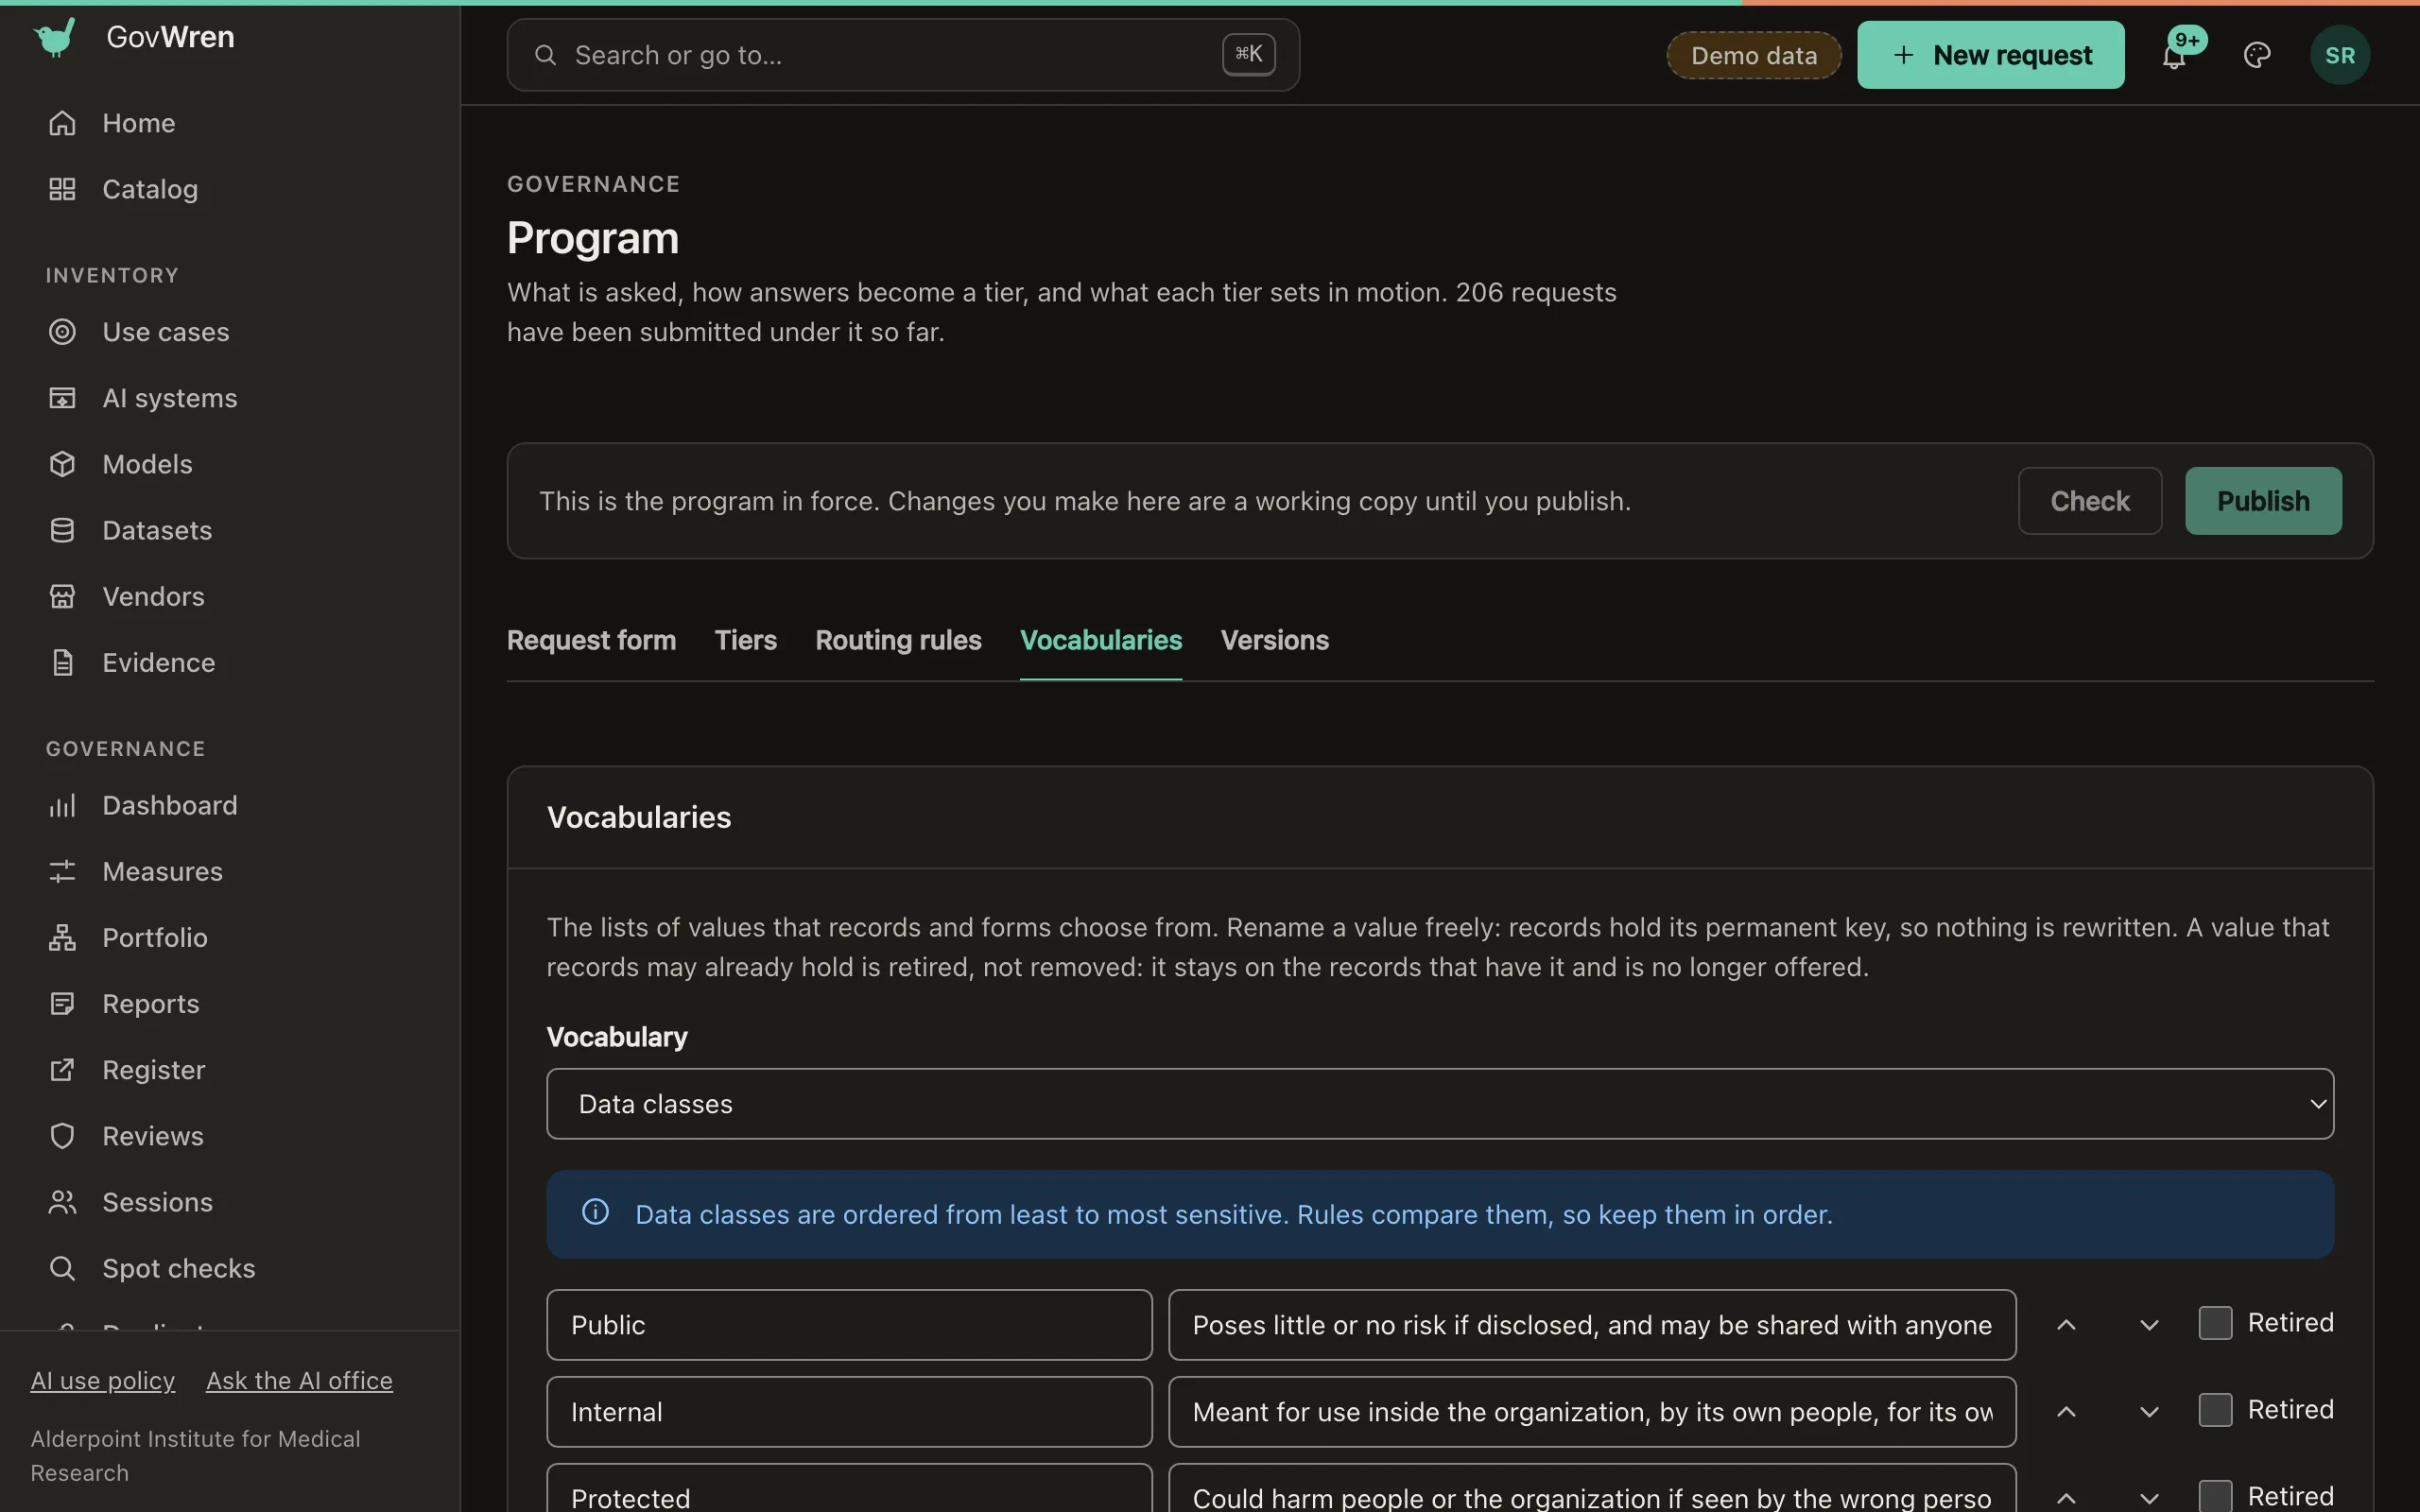 GovWren
Search or go to...
⌘K
Demo data
+ New request
9+
SR
Home
Catalog
INVENTORY
Use cases
AI systems
Models
Datasets
Vendors
Evidence
GOVERNANCE
Dashboard
Measures
Portfolio
Reports
Register
Reviews
Sessions
Spot checks
AI use policy
Ask the AI office
Alderpoint Institute for Medical
Research
GOVERNANCE
Program
What is asked, how answers become a tier, and what each tier sets in motion. 206 requests
have been submitted under it so far.
This is the program in force. Changes you make here are a working copy until you publish.
Check
Publish
Request form
Tiers
Routing rules
Vocabularies
Versions
Vocabularies
The lists of values that records and forms choose from. Rename a value freely: records hold its permanent key, so nothing is rewritten. A value that
records may already hold is retired, not removed: it stays on the records that have it and is no longer offered.
Vocabulary
Data classes
Data classes are ordered from least to most sensitive. Rules compare them, so keep them in order.
Public
Poses little or no risk if disclosed, and may be shared with anyone
Retired
Internal
Meant for use inside the organization, by its own people, for its ow
Retired
Protected
Could harm people or the organization if seen by the wrong perso
Retired